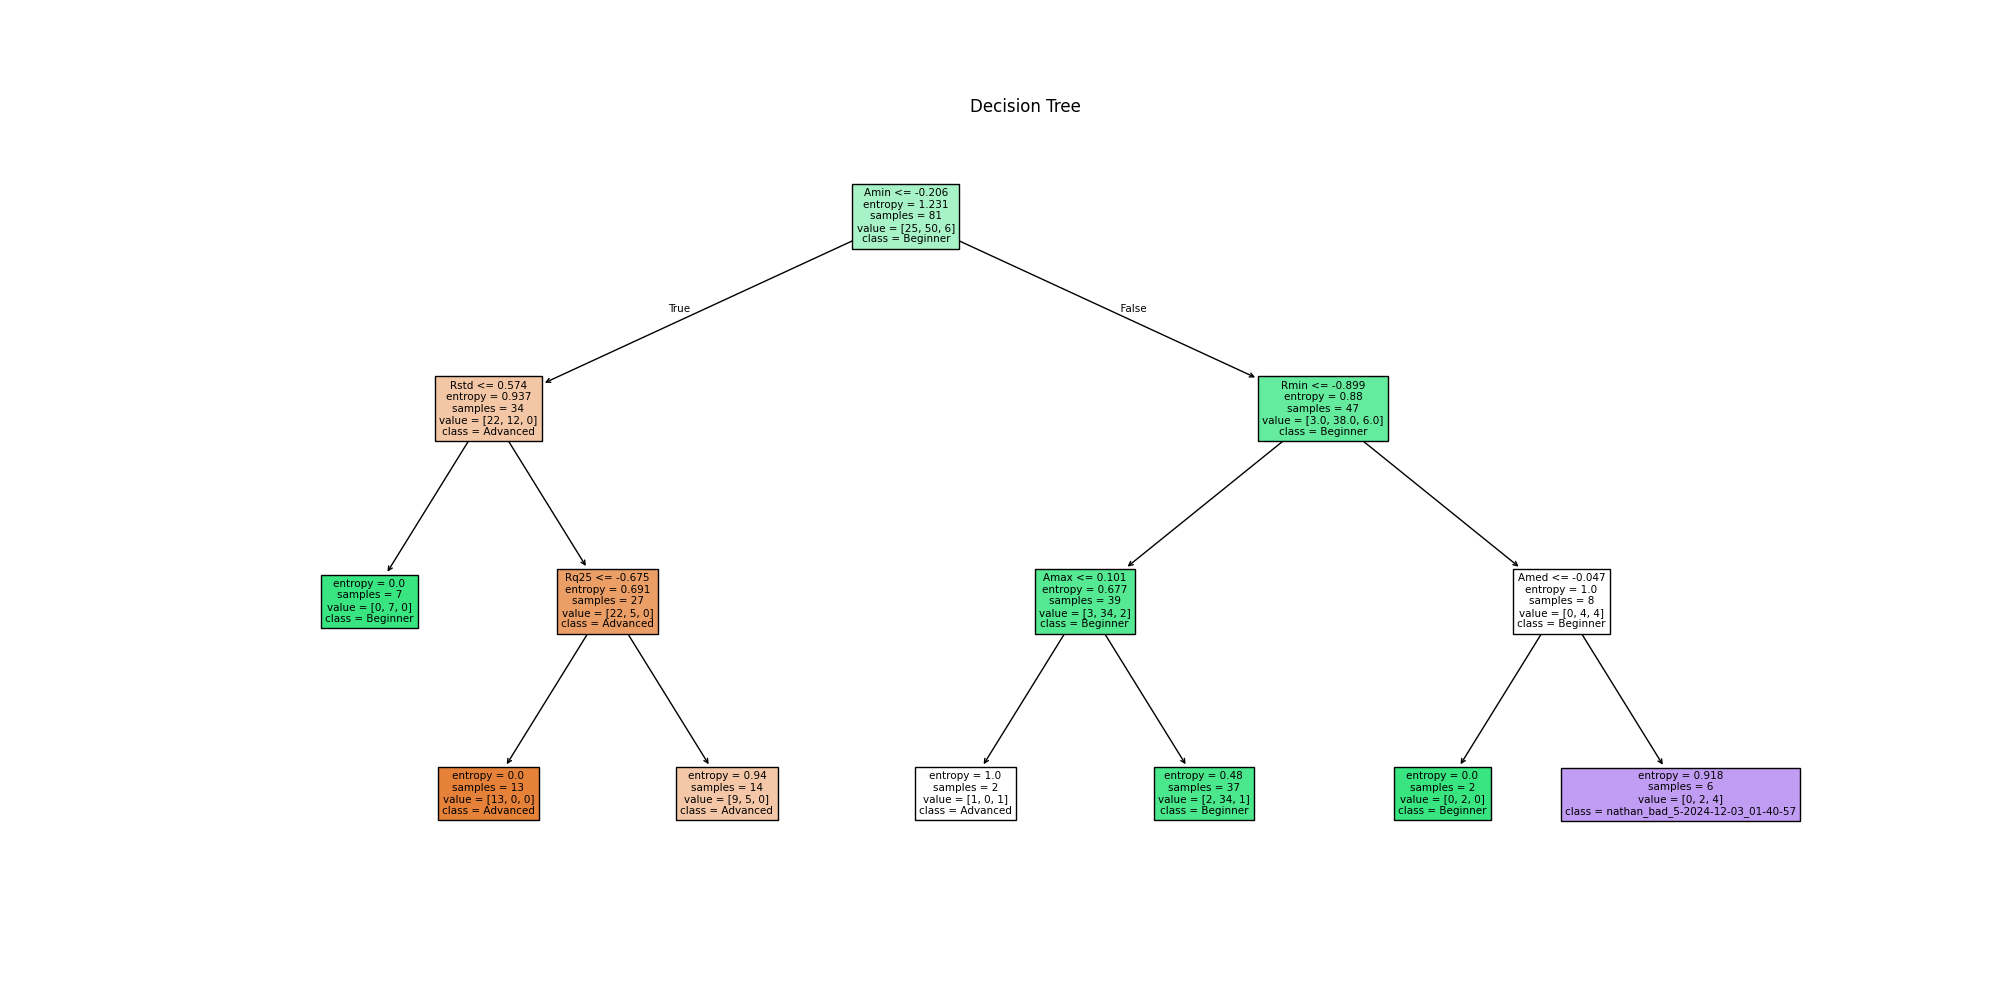 Decision Tree
Amin <= -0.206
entropy = 1.231
samples = 81
value = [25, 50, 6]
class = Beginner
True
False
Rstd <= 0.574
entropy = 0.937
samples = 34
value = [22, 12, 0]
class = Advanced
Rmin <= -0.899
entropy = 0.88
samples = 47
value = [3.0, 38.0, 6.0]
class = Beginner
entropy = 0.0
samples = 7
value = [0, 7, 0]
class = Beginner
Rq25 <= -0.675
entropy = 0.691
samples = 27
value = [22, 5, 0]
class = Advanced
Amax <= 0.101
entropy = 0.677
samples = 39
value = [3, 34, 2]
class = Beginner
Amed <= -0.047
entropy = 1.0
samples = 8
value = [0, 4, 4]
class = Beginner
entropy = 0.0
samples = 13
value = [13, 0, 0]
class = Advanced
entropy = 0.94
samples = 14
value = [9, 5, 0]
class = Advanced
entropy = 1.0
samples = 2
value = [1, 0, 1]
class = Advanced
entropy = 0.48
samples = 37
value = [2, 34, 1]
class = Beginner
entropy = 0.0
samples = 2
value = [0, 2, 0]
class = Beginner
entropy = 0.918
samples = 6
value = [0, 2, 4]
class = nathan_bad_5-2024-12-03_01-40-57